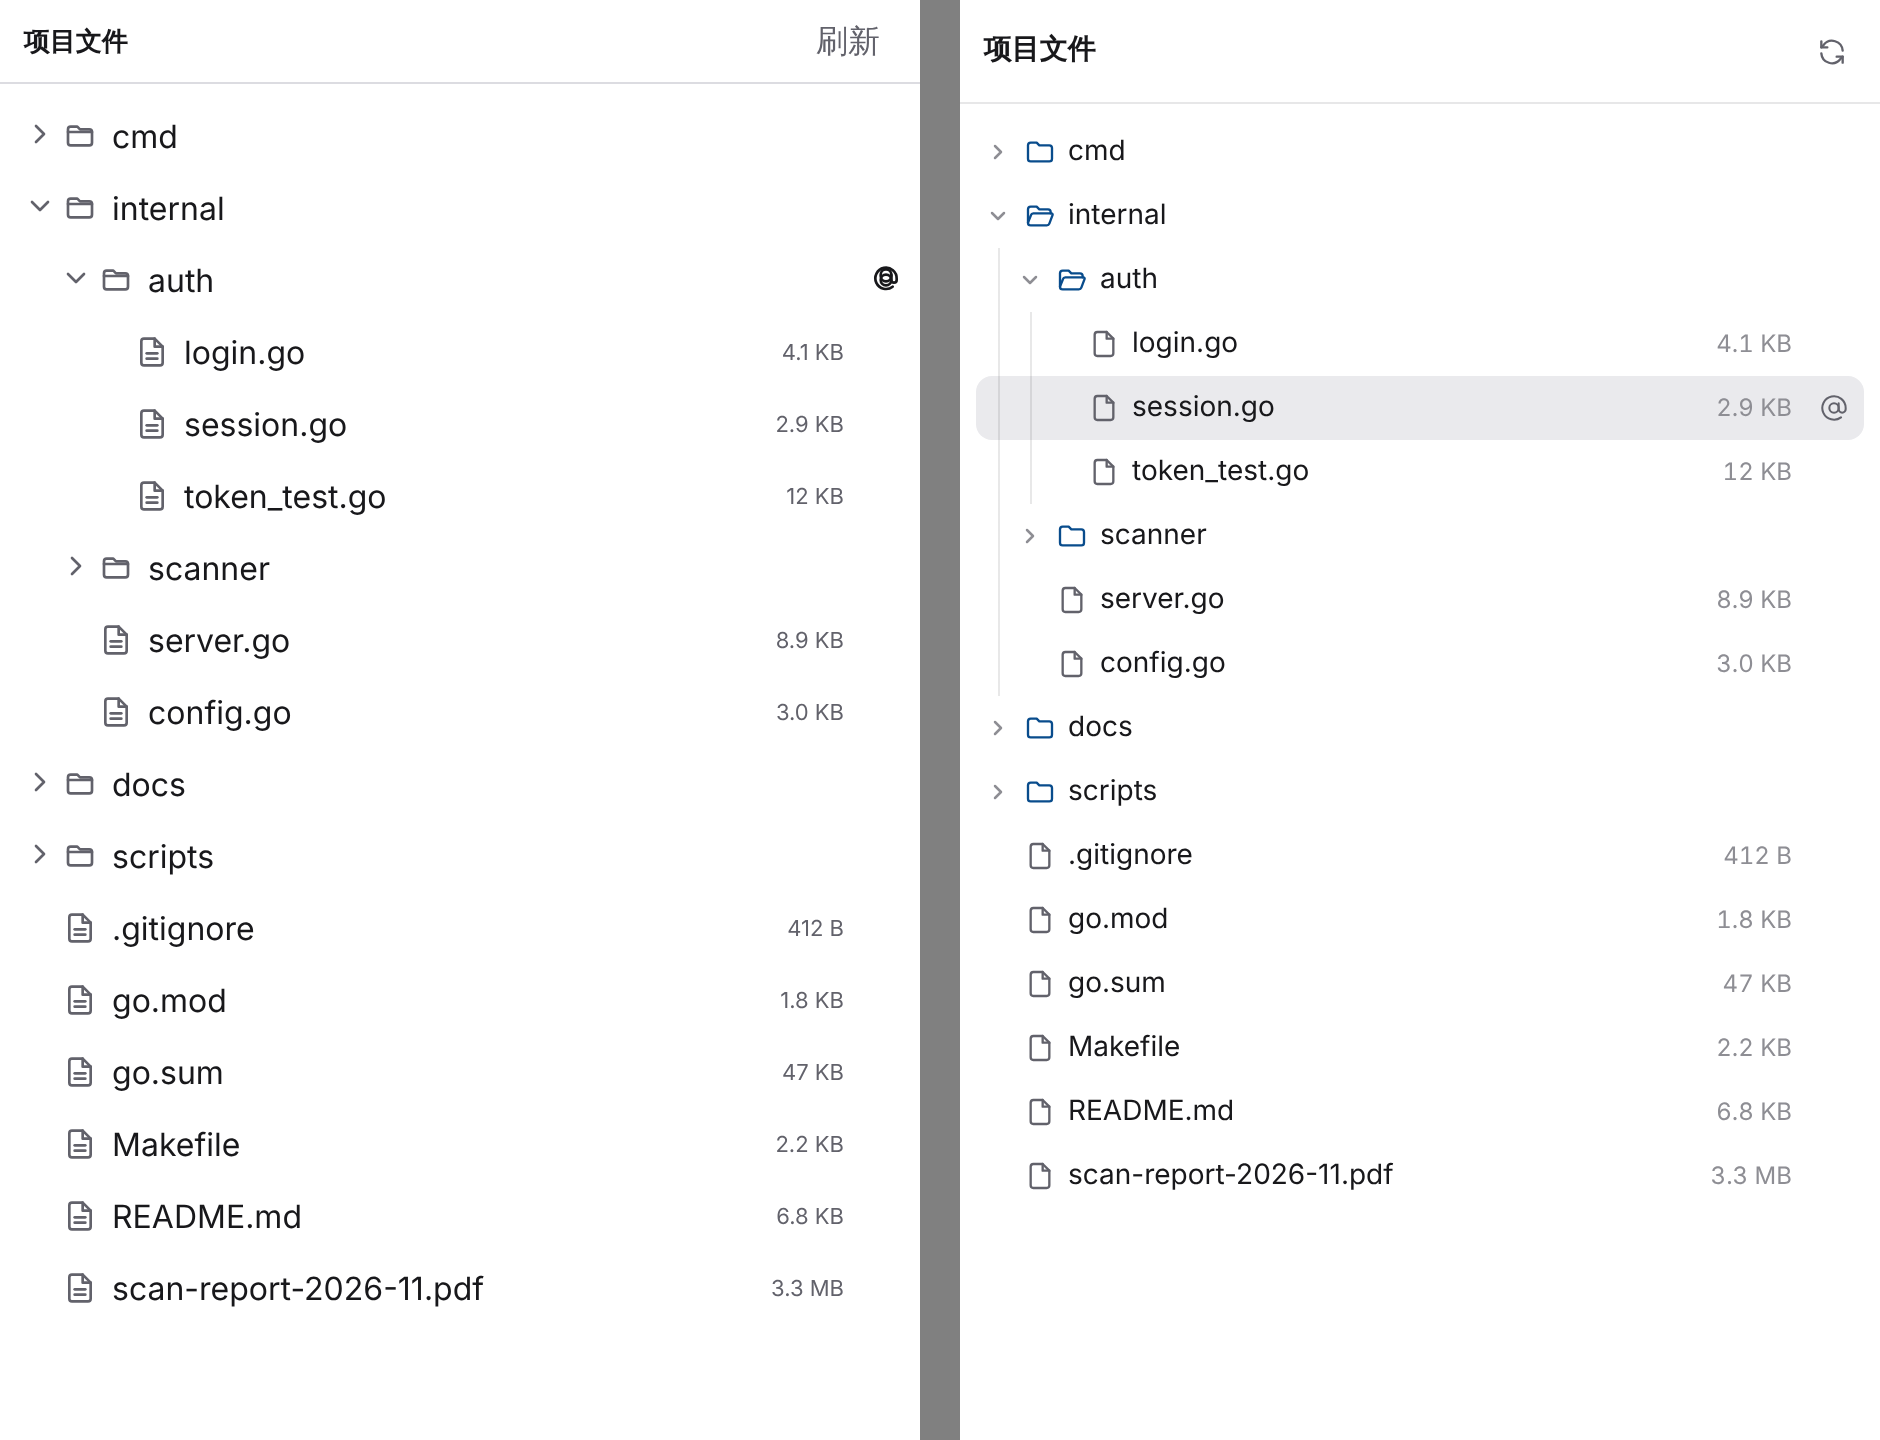 项目文件 刷新
cmd
internal
auth @
login.go 4.1 KB
session.go 2.9 KB
token_test.go 12 KB
scanner
server.go 8.9 KB
config.go 3.0 KB
docs
scripts
.gitignore 412 B
go.mod 1.8 KB
go.sum 47 KB
Makefile 2.2 KB
README.md 6.8 KB
scan-report-2026-11.pdf 3.3 MB
项目文件
cmd
internal
auth
login.go 4.1 KB
session.go 2.9 KB @
token_test.go 12 KB
scanner
server.go 8.9 KB
config.go 3.0 KB
docs
scripts
.gitignore 412 B
go.mod 1.8 KB
go.sum 47 KB
Makefile 2.2 KB
README.md 6.8 KB
scan-report-2026-11.pdf 3.3 MB